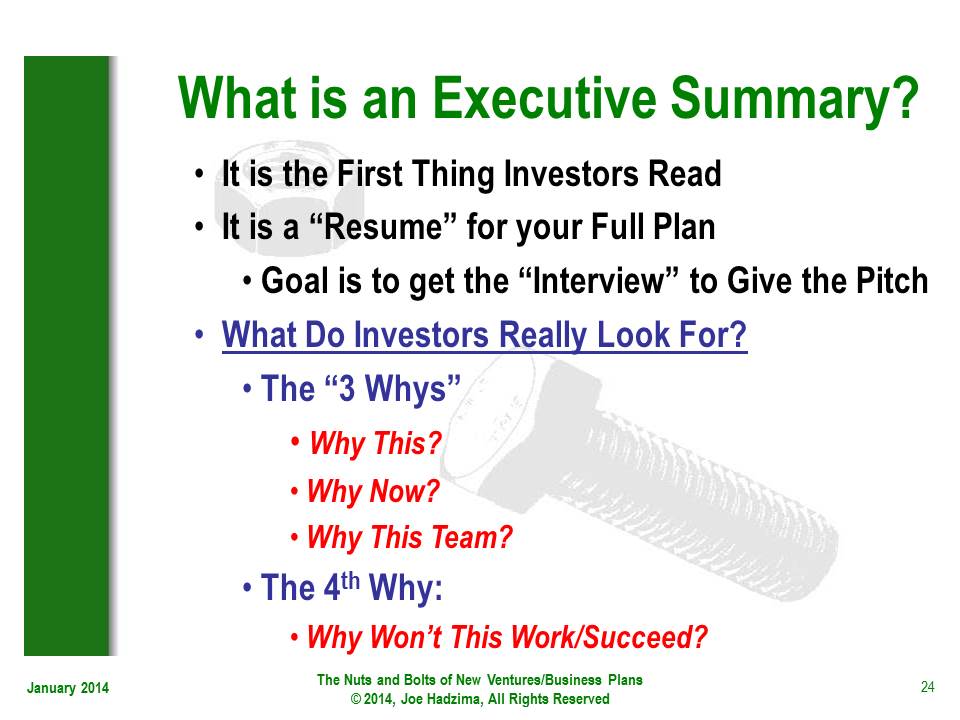 What is an Executive Summary?
• It is the First Thing Investors Read
• It is a “Resume” for your Full Plan
• Goal is to get the “Interview” to Give the Pitch
• What Do Investors Really Look For?
• The “3 Whys”
• Why This?
• Why Now?
• Why This Team?
• The 4th Why:
• Why Won’t This Work/Succeed?
January 2014
The Nuts and Bolts of New Ventures/Business Plans
© 2014, Joe Hadzima, All Rights Reserved
24